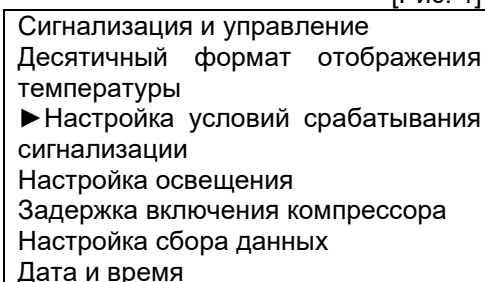 Сигнализация и управление
Десятичный формат отображения
температуры
►Настройка условий срабатывания
сигнализации
Настройка освещения
Задержка включения компрессора
Настройка сбора данных
Дата и время